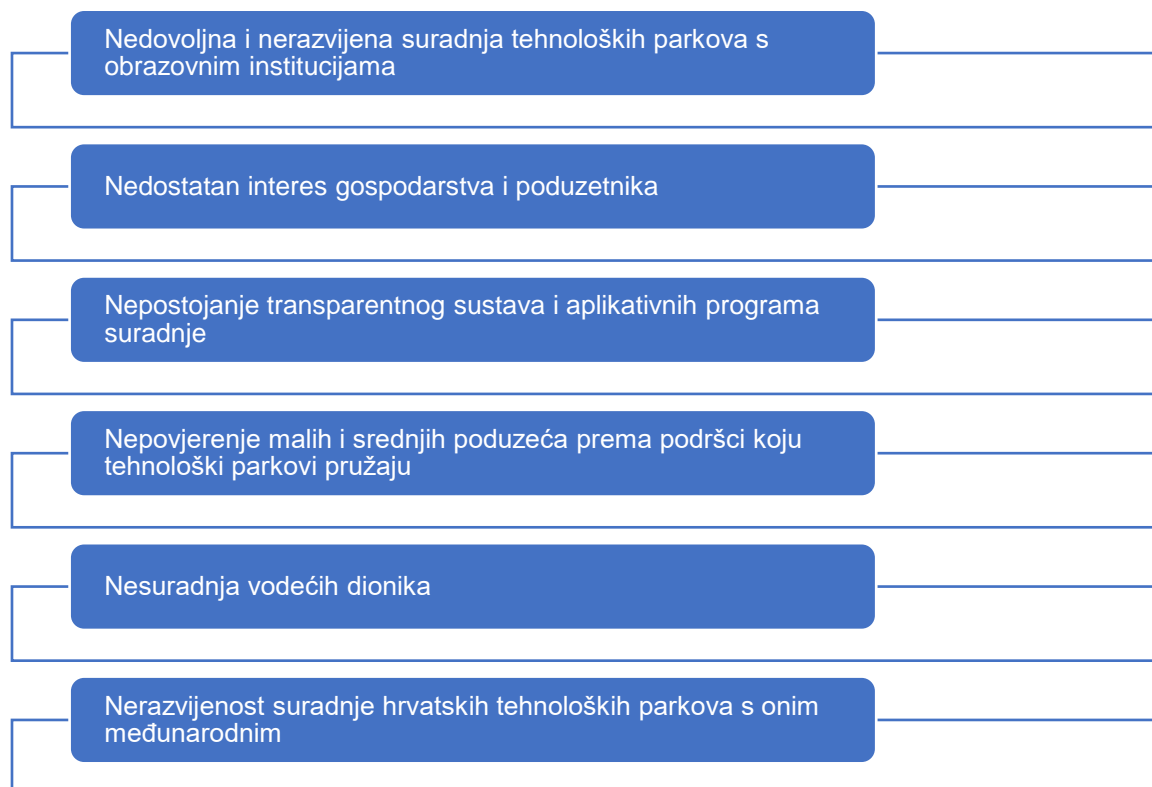 Nedovoljna i nerazvijena suradnja tehnoloških parkova s
obrazovnim institucijama
Nedostatan interes gospodarstva i poduzetnika
Nepostojanje transparentnog sustava i aplikativnih programa
suradnje
Nepovjerenje malih i srednjih poduzeća prema podršci koju
tehnološki parkovi pružaju
Nesuradnja vodećih dionika
Nerazvijenost suradnje hrvatskih tehnoloških parkova s onim
međunarodnim